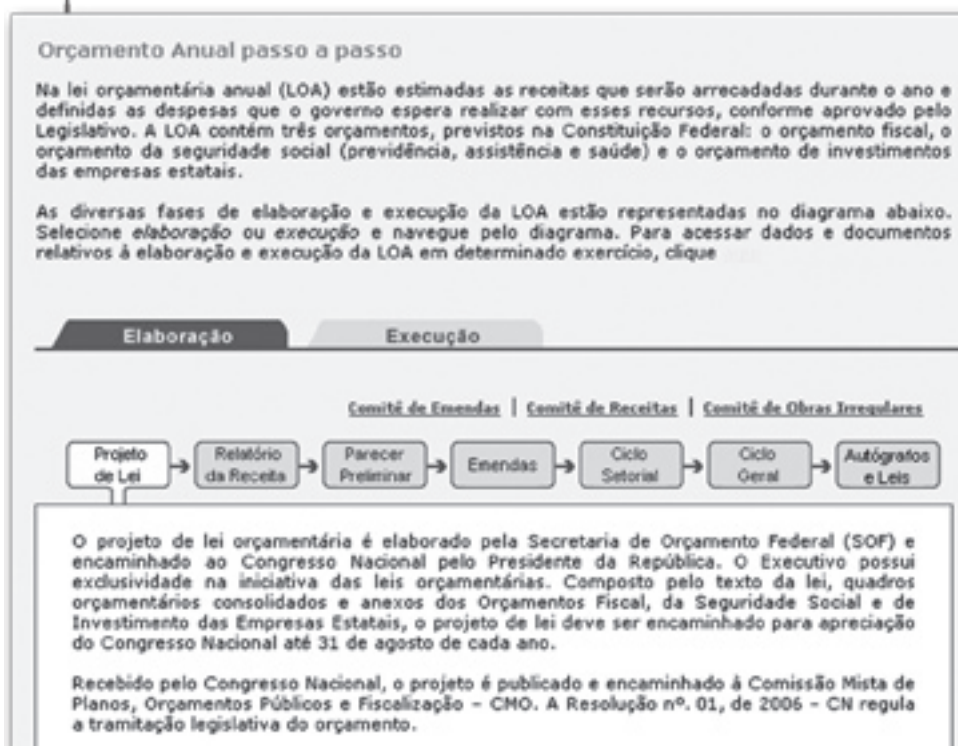 Orçamento Anual passo a passo
Na lei orçamentária anual (LOA) estão estimadas as receitas que serão arrecadadas durante o ano e
definidas as despesas que o governo espera realizar com esses recursos, conforme aprovado pelo
Legislativo. A LOA contém três orçamentos, previstos na Constituição Federal: o orçamento fiscal, o
orçamento da seguridade social (previdência, assistência e saúde) e o orçamento de investimentos
das empresas estatais.
As diversas fases de elaboração e execução da LOA estão representadas no diagrama abaixo.
Selecione elaboração ou execução e navegue pelo diagrama. Para acessar dados e documentos
relativos á elaboração e execução da LOA em determinado exercício, clique
Elaboração Execução
Comitê de Emendas | Comitê de Receitas | Comitê de Obras Irregulares
Projeto de Lei
Relatório da Receita
Parecer Preliminar
Emendas
Ciclo Setorial
Ciclo Geral
Autógrafos e Leis
O projeto de lei orçamentária é elaborado pela Secretaria de Orçamento Federal (SOF) e
encaminhado ao Congresso Nacional pelo Presidente da República. O Executivo possui
exclusividade na iniciativa das leis orçamentárias. Composto pelo texto da lei, quadros
orçamentários consolidados e anexos dos Orçamentos Fiscal, da Seguridade Social e de
Investimento das Empresas Estatais, o projeto de lei deve ser encaminhado para apreciação
do Congresso Nacional até 31 de agosto de cada ano.
Recebido pelo Congresso Nacional, o projeto é publicado e encaminhado á Comissão Mista de
Planos, Orçamentos Públicos e Fiscalização – CMO. A Resolução nº. 01, de 2006 – CN regula
a tramitação legislativa do orçamento.